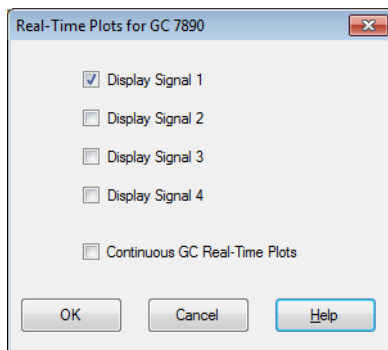 Real-Time Plots for GC 7890
Display Signal 1
Display Signal 2
Display Signal 3
Display Signal 4
Continuous GC Real-Time Plots
OK Cancel Help